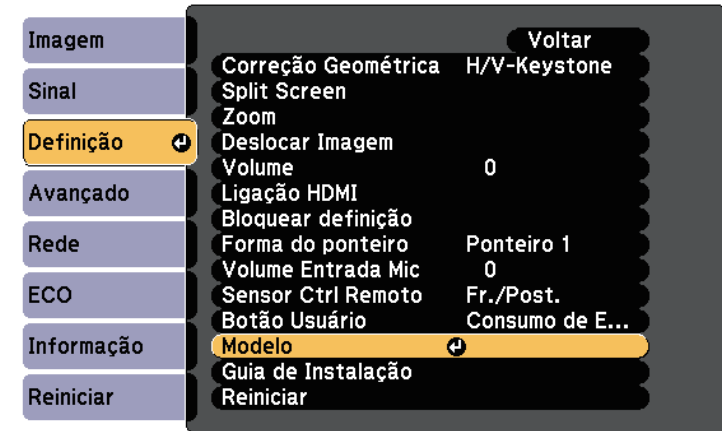 Imagem
Sinal
Definição
Avançado
Rede
ECO
Informação
Reiniciar
Voltar
Correção Geométrica H/V-Keystone
Split Screen
Zoom
Deslocar Imagem
Volume 0
Ligação HDMI
Bloquear definição
Forma do ponteiro Ponteiro 1
Volume Entrada Mic 0
Sensor Ctrl Remoto Fr./Post.
Botão Usuário Consumo de E...
Modelo
Guia de Instalação
Reiniciar